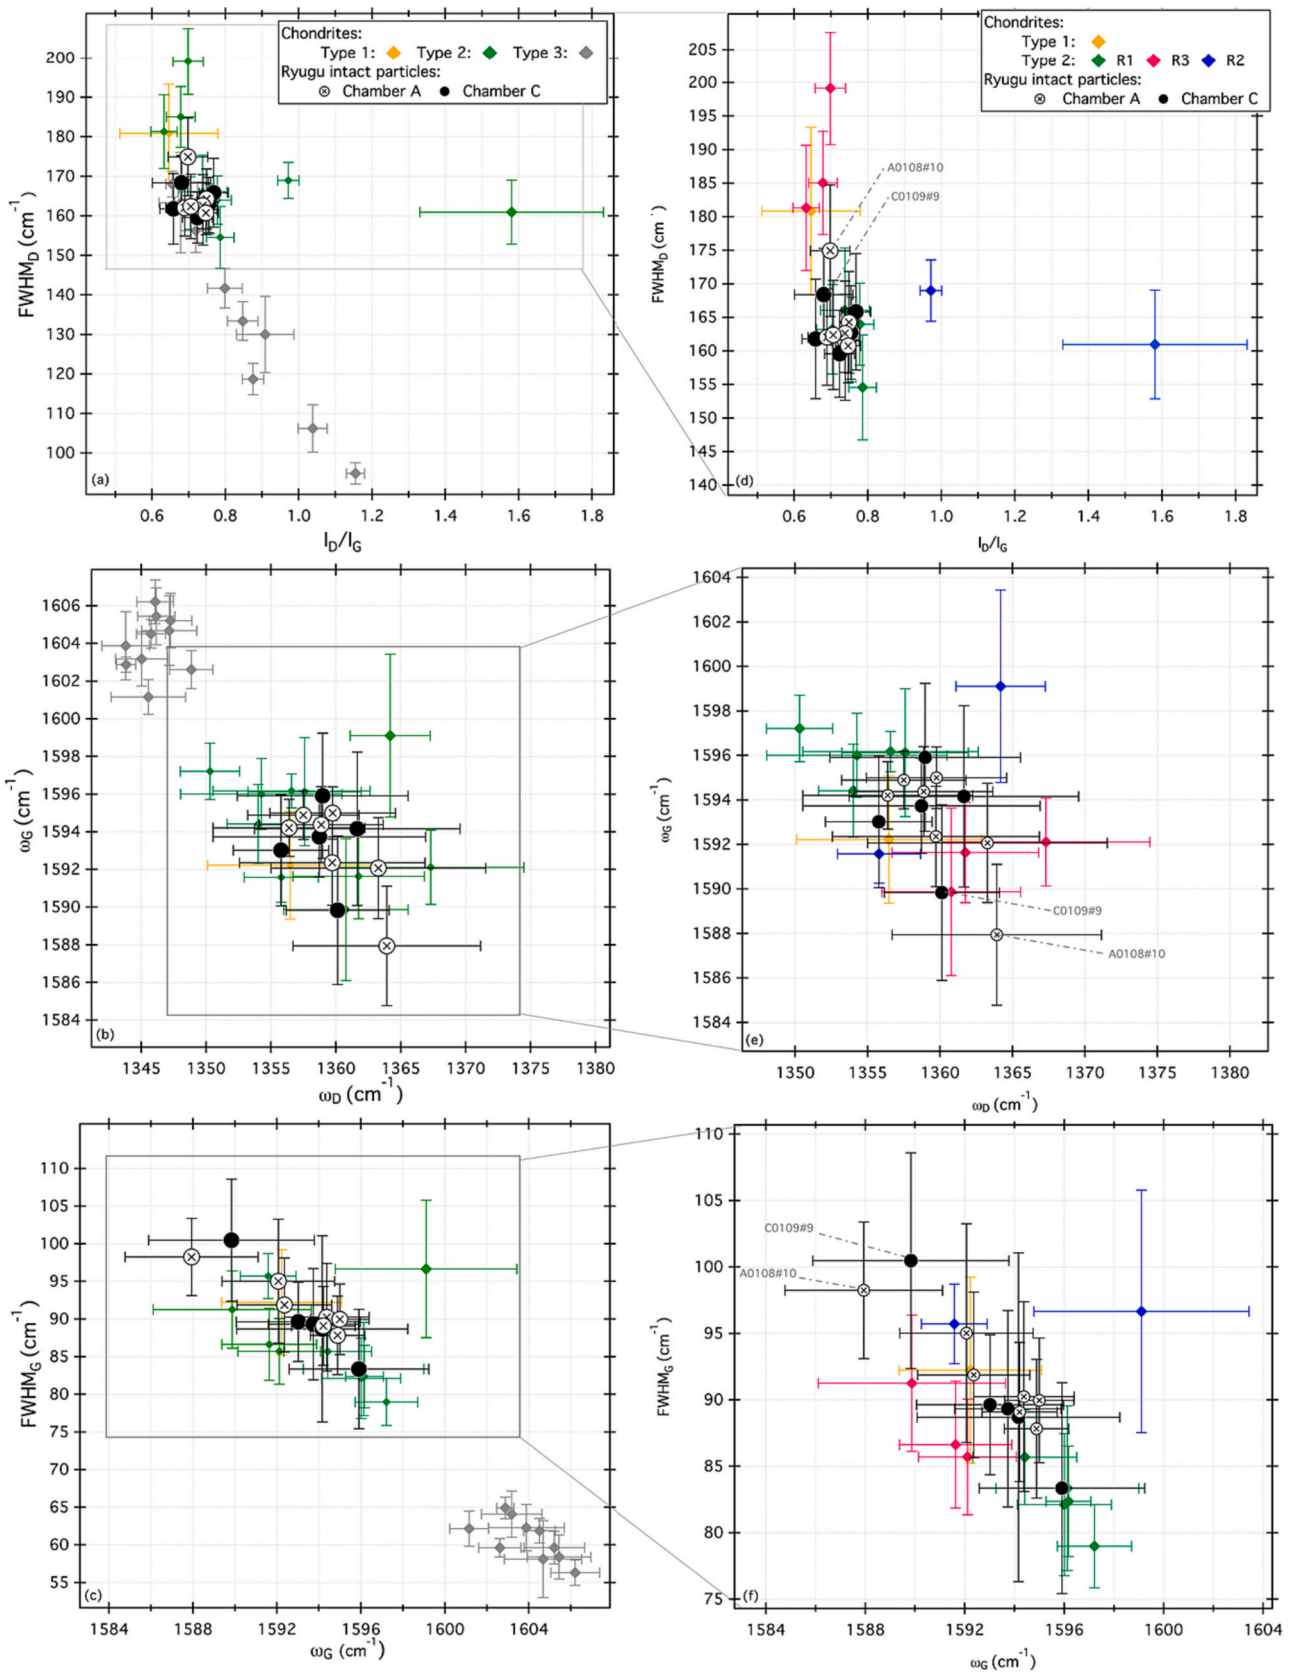 Chondrites:
Type 1: Type 2: Type 3:
Ryugu intact particles:
Chamber A Chamber C
200
190
180
170
160
150
140
130
120
110
100
FWHM_D (cm⁻¹)
(a)
0.6 0.8 1.0 1.2 1.4 1.6 1.8
I_D/I_G
Chondrites:
Type 1:
Type 2: R1 R3 R2
Ryugu intact particles:
Chamber A Chamber C
205
200
195
190
185
180
175
170
165
160
155
150
145
140
FWHM_D (cm⁻¹)
A0108#10
C0109#9
(d)
0.6 0.8 1.0 1.2 1.4 1.6 1.8
I_D/I_G
1606
1604
1602
1600
1598
1596
1594
1592
1590
1588
1586
1584
ω_G (cm⁻¹)
(b)
1345 1350 1355 1360 1365 1370 1375 1380
ω_D (cm⁻¹)
1604
1602
1600
1598
1596
1594
1592
1590
1588
1586
1584
ω_G (cm⁻¹)
C0109#9
A0108#10
(e)
1350 1355 1360 1365 1370 1375 1380
ω_D (cm⁻¹)
110
105
100
95
90
85
80
75
70
65
60
55
FWHM_G (cm⁻¹)
(c)
1584 1588 1592 1596 1600 1604
ω_G (cm⁻¹)
110
105
100
95
90
85
80
75
FWHM_G (cm⁻¹)
C0109#9
A0108#10
(f)
1584 1588 1592 1596 1600 1604
ω_G (cm⁻¹)